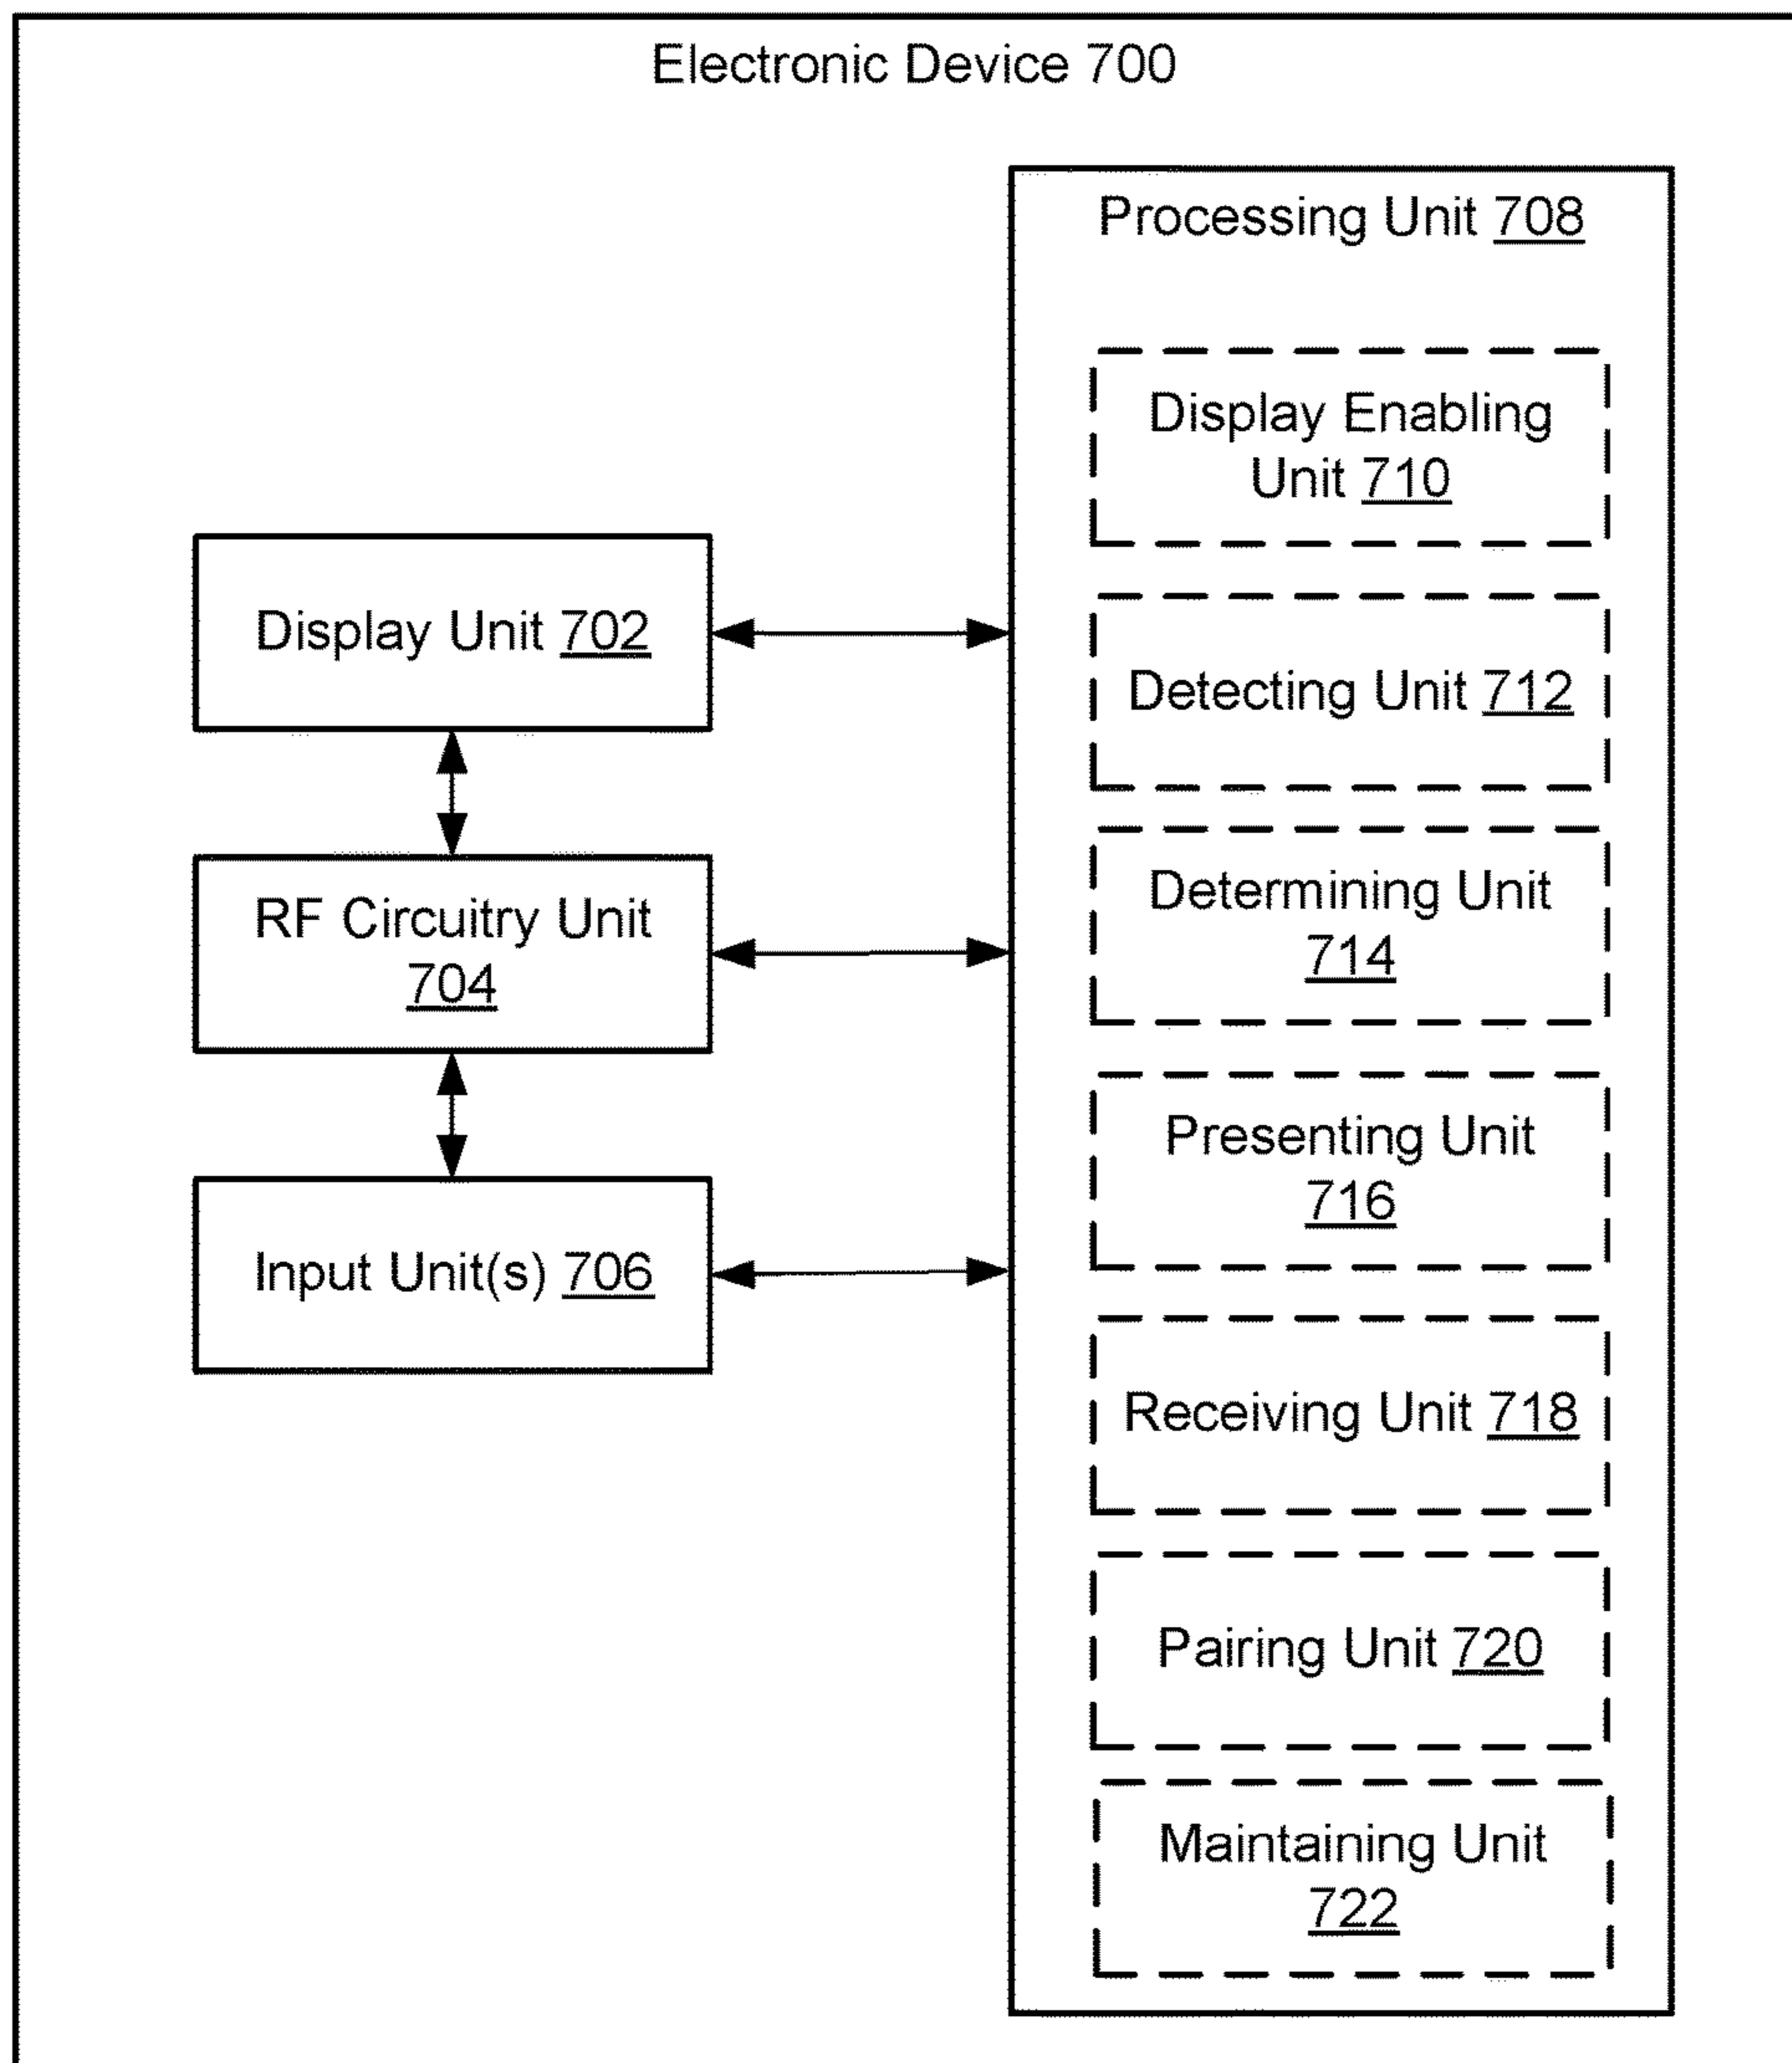 Electronic Device 700
Processing Unit 708
Display Enabling
Unit 710
Display Unit 702
Detecting Unit 712
RF Circuitry Unit
704
Determining Unit
714
Presenting Unit
716
Input Unit(s) 706
Receiving Unit 718
Pairing Unit 720
Maintaining Unit
722